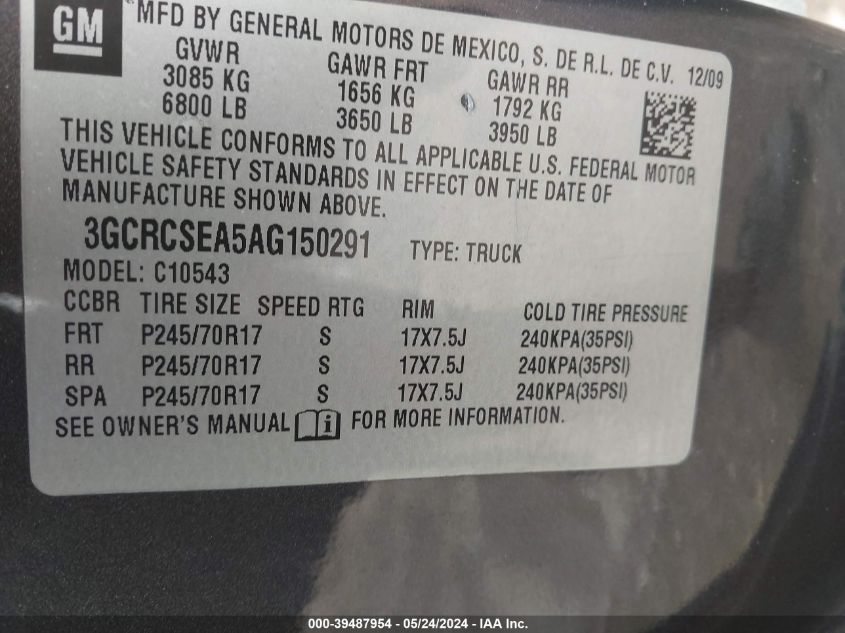 GM
MFD BY GENERAL MOTORS DE MEXICO, S. DE R.L. DE C.V. 12/09
GVWR GAWR FRT GAWR RR
3085 KG 1656 KG 1792 KG
6800 LB 3650 LB 3950 LB
THIS VEHICLE CONFORMS TO ALL APPLICABLE U.S. FEDERAL MOTOR
VEHICLE SAFETY STANDARDS IN EFFECT ON THE DATE OF
MANUFACTURE SHOWN ABOVE.
3GCRCSEA5AG150291 TYPE: TRUCK
MODEL: C10543
CCBR TIRE SIZE SPEED RTG RIM COLD TIRE PRESSURE
FRT P245/70R17 S 17X7.5J 240KPA(35PSI)
RR P245/70R17 S 17X7.5J 240KPA(35PSI)
SPA P245/70R17 S 17X7.5J 240KPA(35PSI)
SEE OWNER'S MANUAL i FOR MORE INFORMATION.
000-39487954 - 05/24/2024 - IAA Inc.